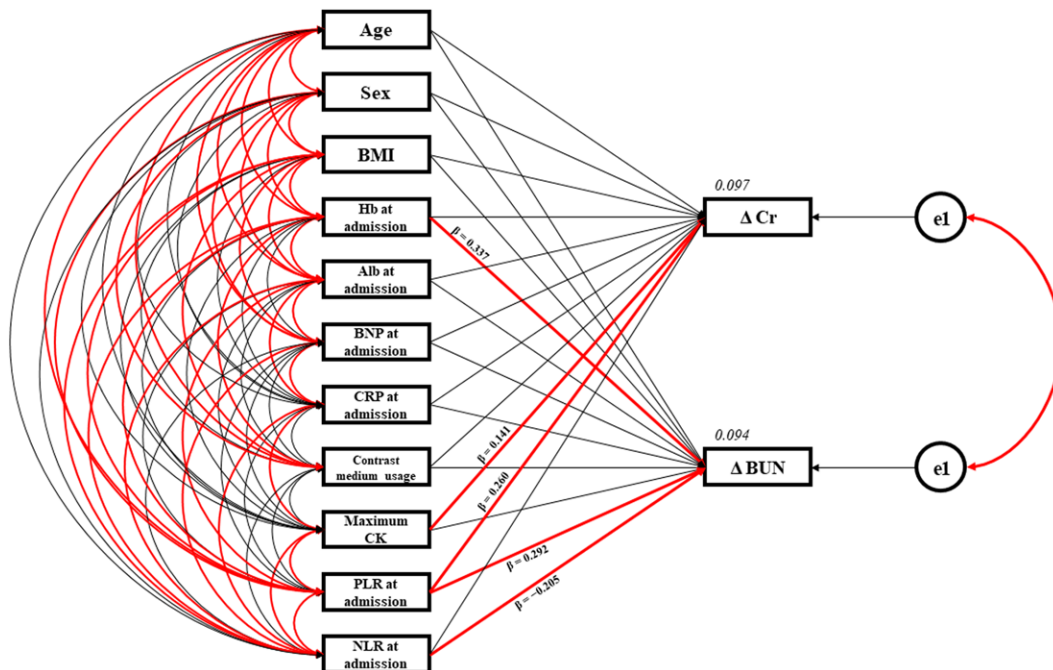 Age
Sex
BMI
Hb at
admission
Alb at
admission
BNP at
admission
CRP at
admission
Contrast
medium usage
Maximum
CK
PLR at
admission
NLR at
admission
β = 0.337
β = 0.141
β = 0.260
β = 0.292
β = −0.205
0.097
Δ Cr
e1
0.094
Δ BUN
e1